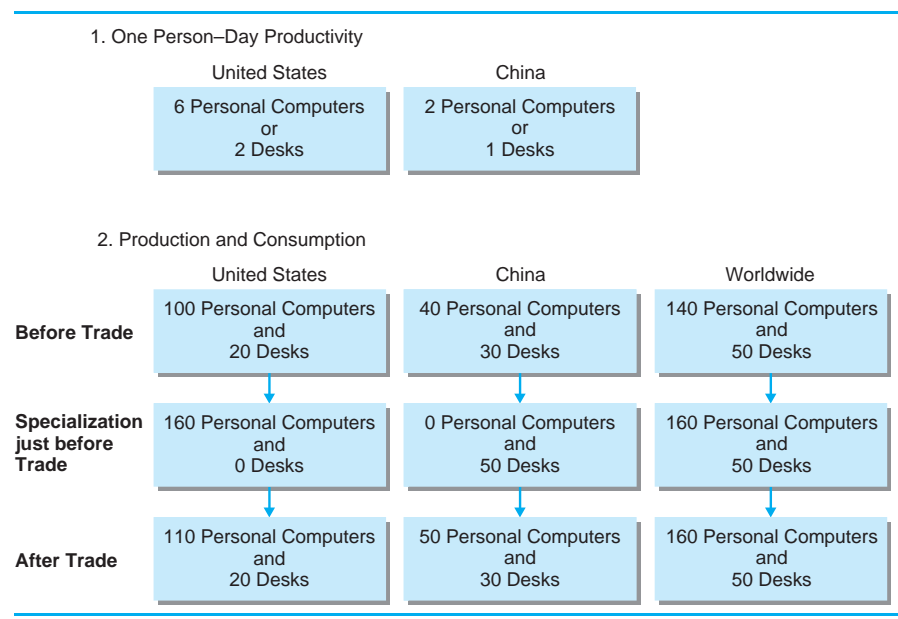 1. One Person–Day Productivity
United States
China
6 Personal Computers
or
2 Desks
2 Personal Computers
or
1 Desks
2. Production and Consumption
United States
China
Worldwide
Before Trade
100 Personal Computers
and
20 Desks
40 Personal Computers
and
30 Desks
140 Personal Computers
and
50 Desks
Specialization
just before
Trade
160 Personal Computers
and
0 Desks
0 Personal Computers
and
50 Desks
160 Personal Computers
and
50 Desks
After Trade
110 Personal Computers
and
20 Desks
50 Personal Computers
and
30 Desks
160 Personal Computers
and
50 Desks